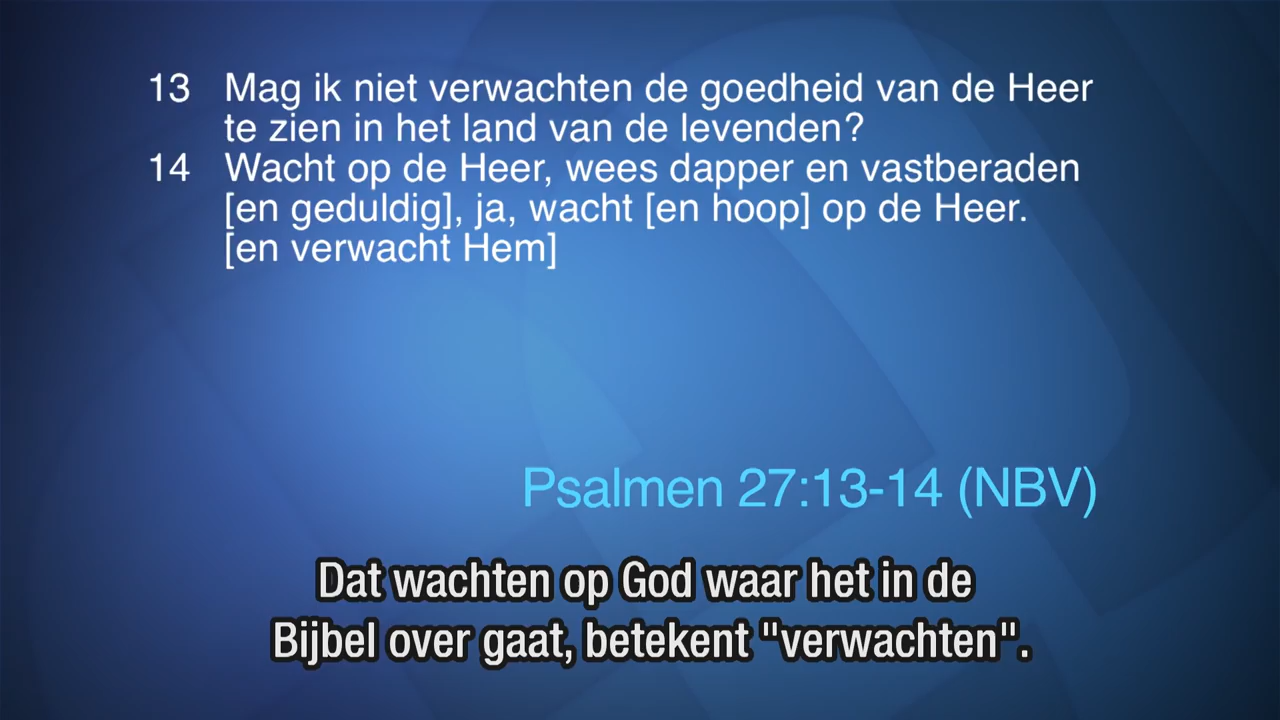 13 Mag ik niet verwachten de goedheid van de Heer
te zien in het land van de levenden?
14 Wacht op de Heer, wees dapper en vastberaden
[en geduldig], ja, wacht [en hoop] op de Heer.
[en verwacht Hem]
Psalmen 27:13-14 (NBV)
Dat wachten op God waar het in de
Bijbel over gaat, betekent "verwachten".